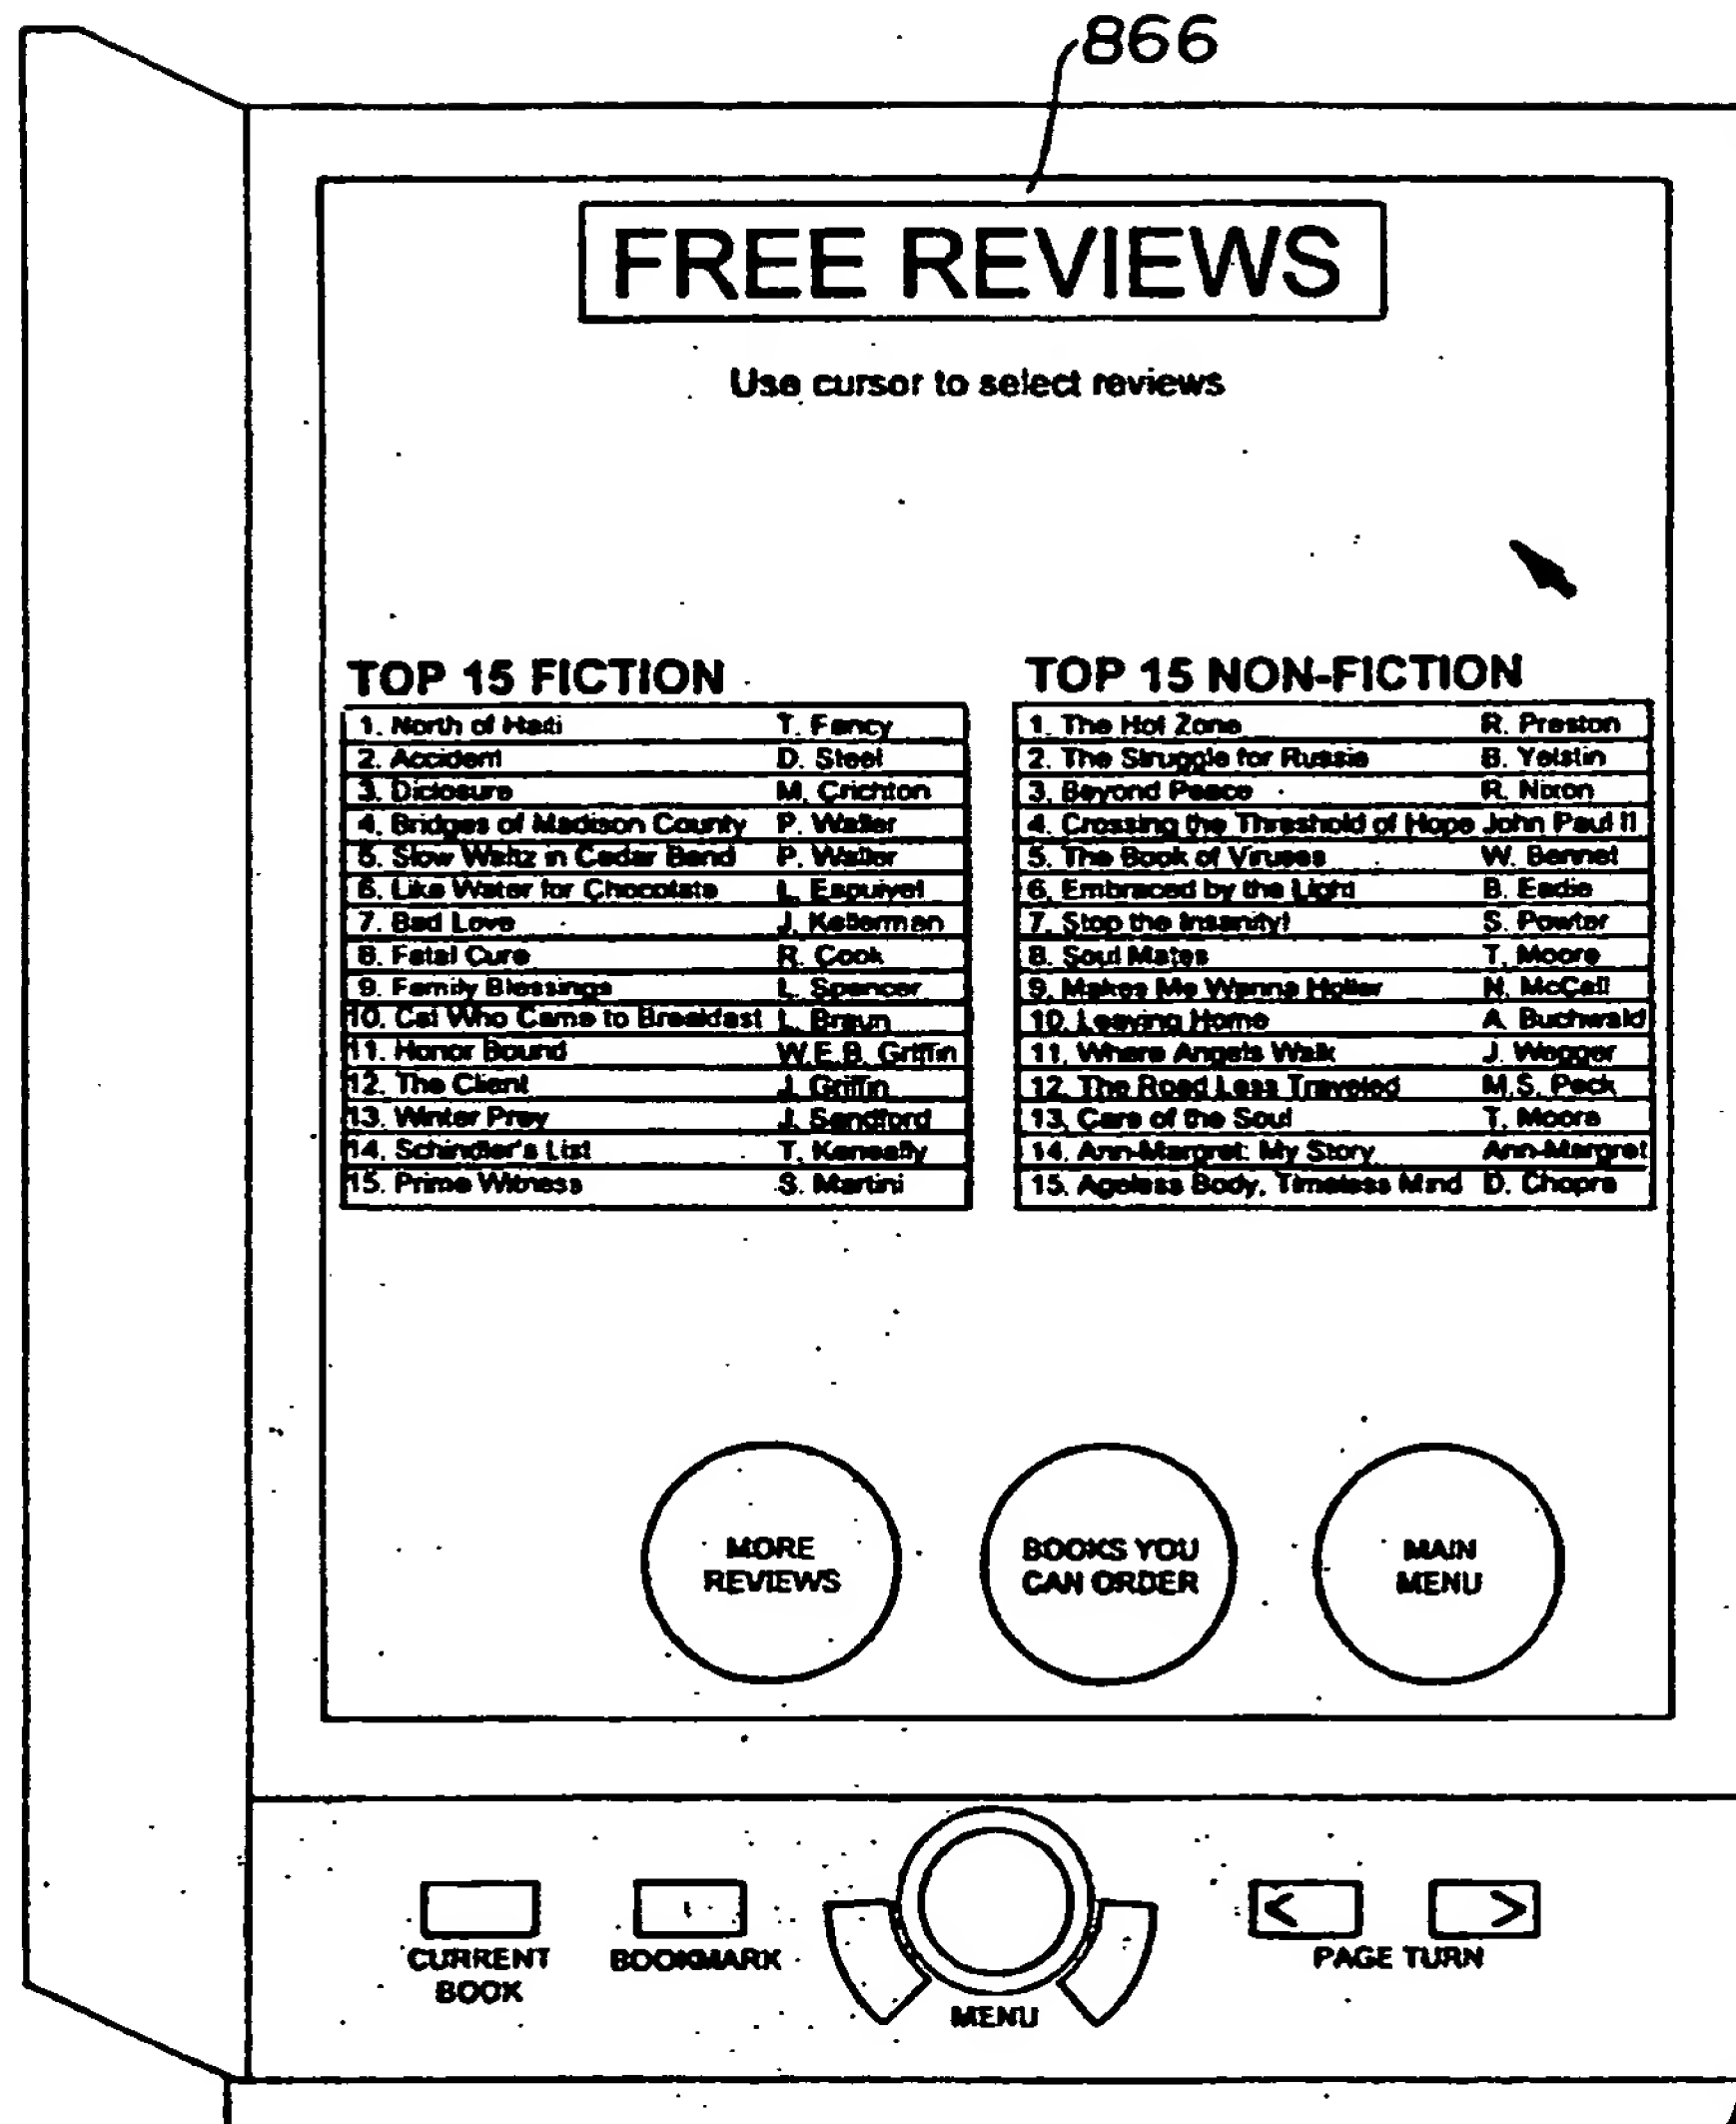 866
FREE REVIEWS
Use cursor to select reviews
TOP 15 FICTION
1. North of Haiti T. Fancy
2. Accident D. Steel
3. Diclosure M. Crichton
4. Bridges of Madison County P. Waller
5. Slow Waltz in Cedar Bend P. Waller
6. Like Water for Chocolate L. Esquivel
7. Bad Love J. Kellerman
8. Fatal Cure R. Cook
9. Family Blessings L. Spencer
10. Cat Who Came to Breakfast L. Braun
11. Honor Bound W.E.B. Griffin
12. The Client J. Griffin
13. Winter Prey J. Sandford
14. Schindler's List T. Keneally
15. Prime Witness S. Martini
TOP 15 NON-FICTION
1. The Hot Zone R. Preston
2. The Struggle for Russia B. Yelstin
3. Beyond Peace R. Nixon
4. Crossing the Threshold of Hope John Paul II
5. The Book of Viruses W. Bennet
6. Embraced by the Light B. Eadie
7. Stop the Insanity! S. Powter
8. Soul Mates T. Moore
9. Makes Me Wanna Holler N. McCall
10. Leaving Home A. Buchwald
11. Where Angels Walk J. Wegger
12. The Road Less Traveled M.S. Peck
13. Care of the Soul T. Moore
14. Ann-Margret: My Story Ann-Margret
15. Ageless Body, Timeless Mind D. Chopra
MORE
REVIEWS
BOOKS YOU
CAN ORDER
MAIN
MENU
< >
CURRENT
BOOK
BOOKMARK
MENU
PAGE TURN